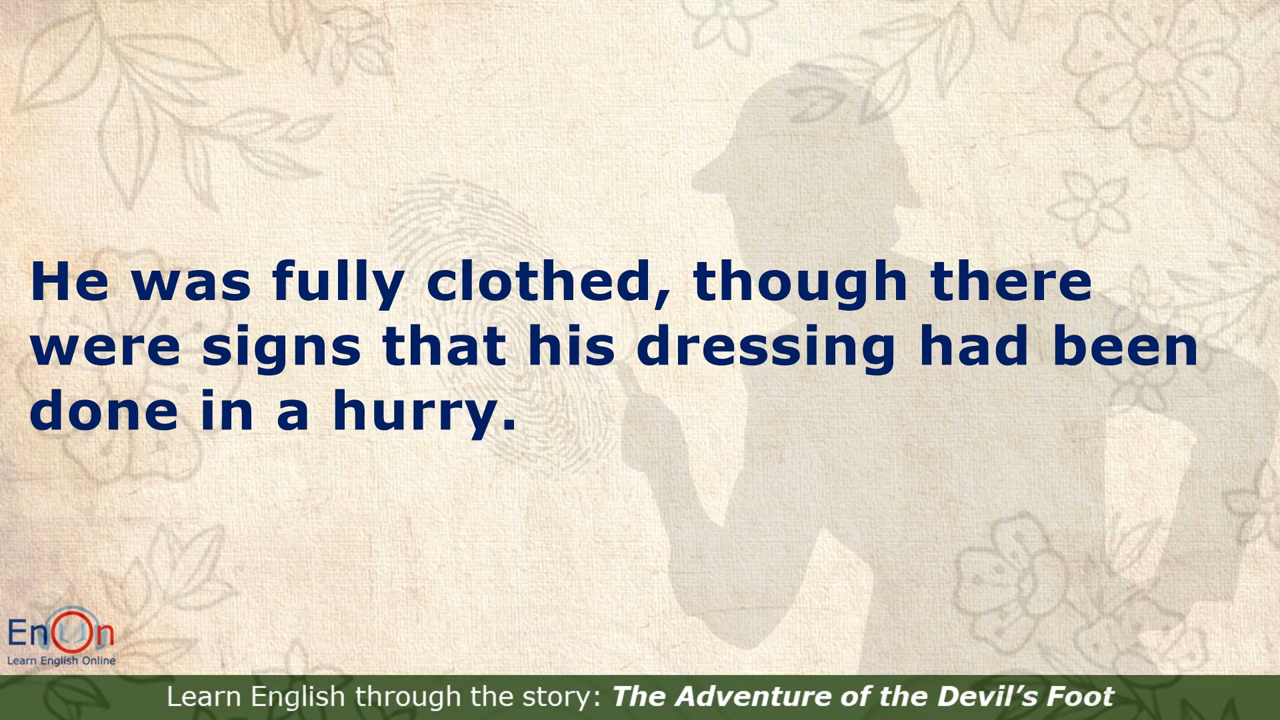 He was fully clothed, though there
were signs that his dressing had been
done in a hurry.
EnOn
Learn English Online
Learn English through the story: The Adventure of the Devil’s Foot